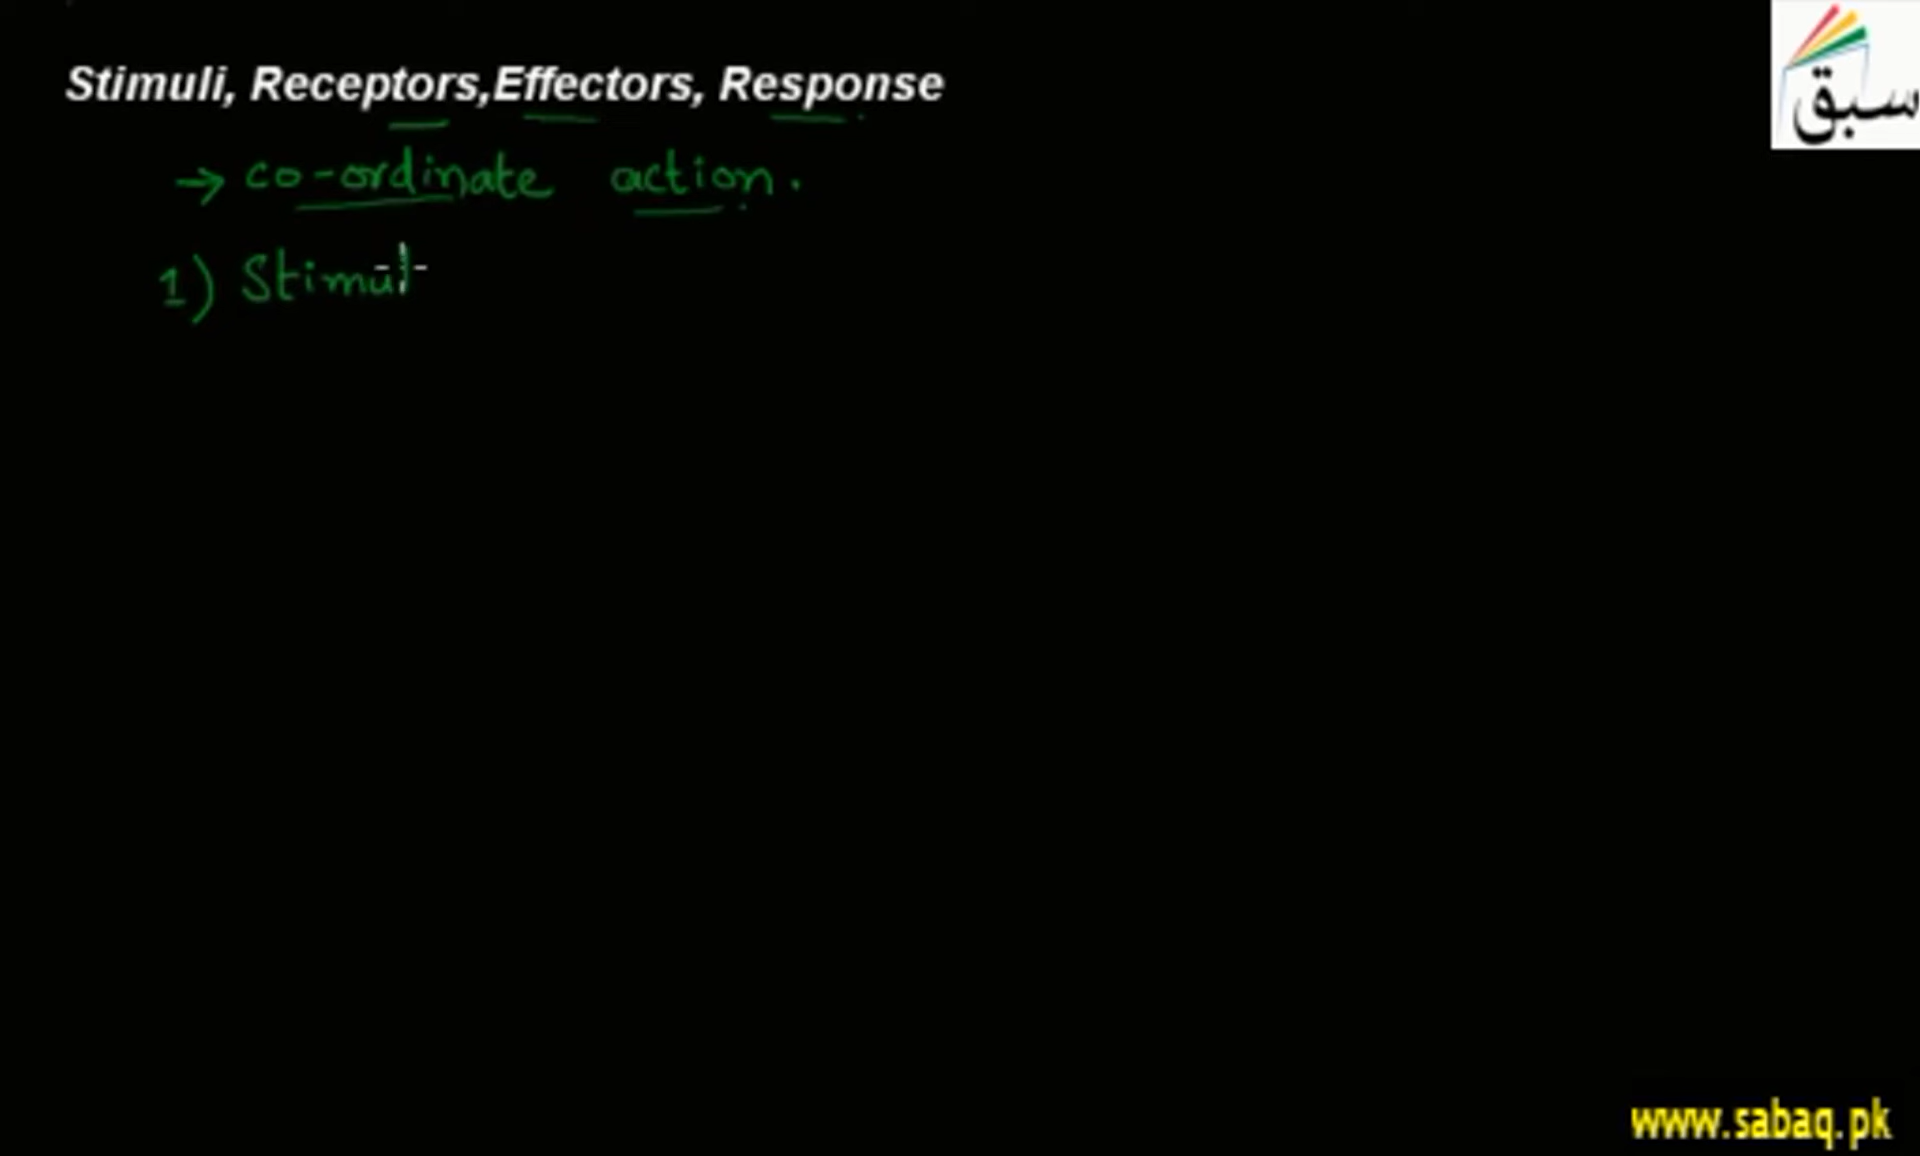 Stimuli, Receptors,Effectors, Response
سبق
→ co-ordinate action.
1) Stimul
www.sabaq.pk